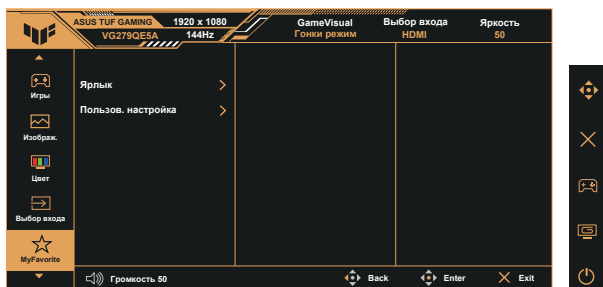 ASUS TUF GAMING 1920 x 1080 GameVisual Выбор входа Яркость
VG279QE5A 144Hz Гонки режим HDMI 50
Игры
Ярлык
Пользов. настройка
Изображ.
Цвет
Выбор входа
MyFavorite
Громкость 50 Back Enter Exit